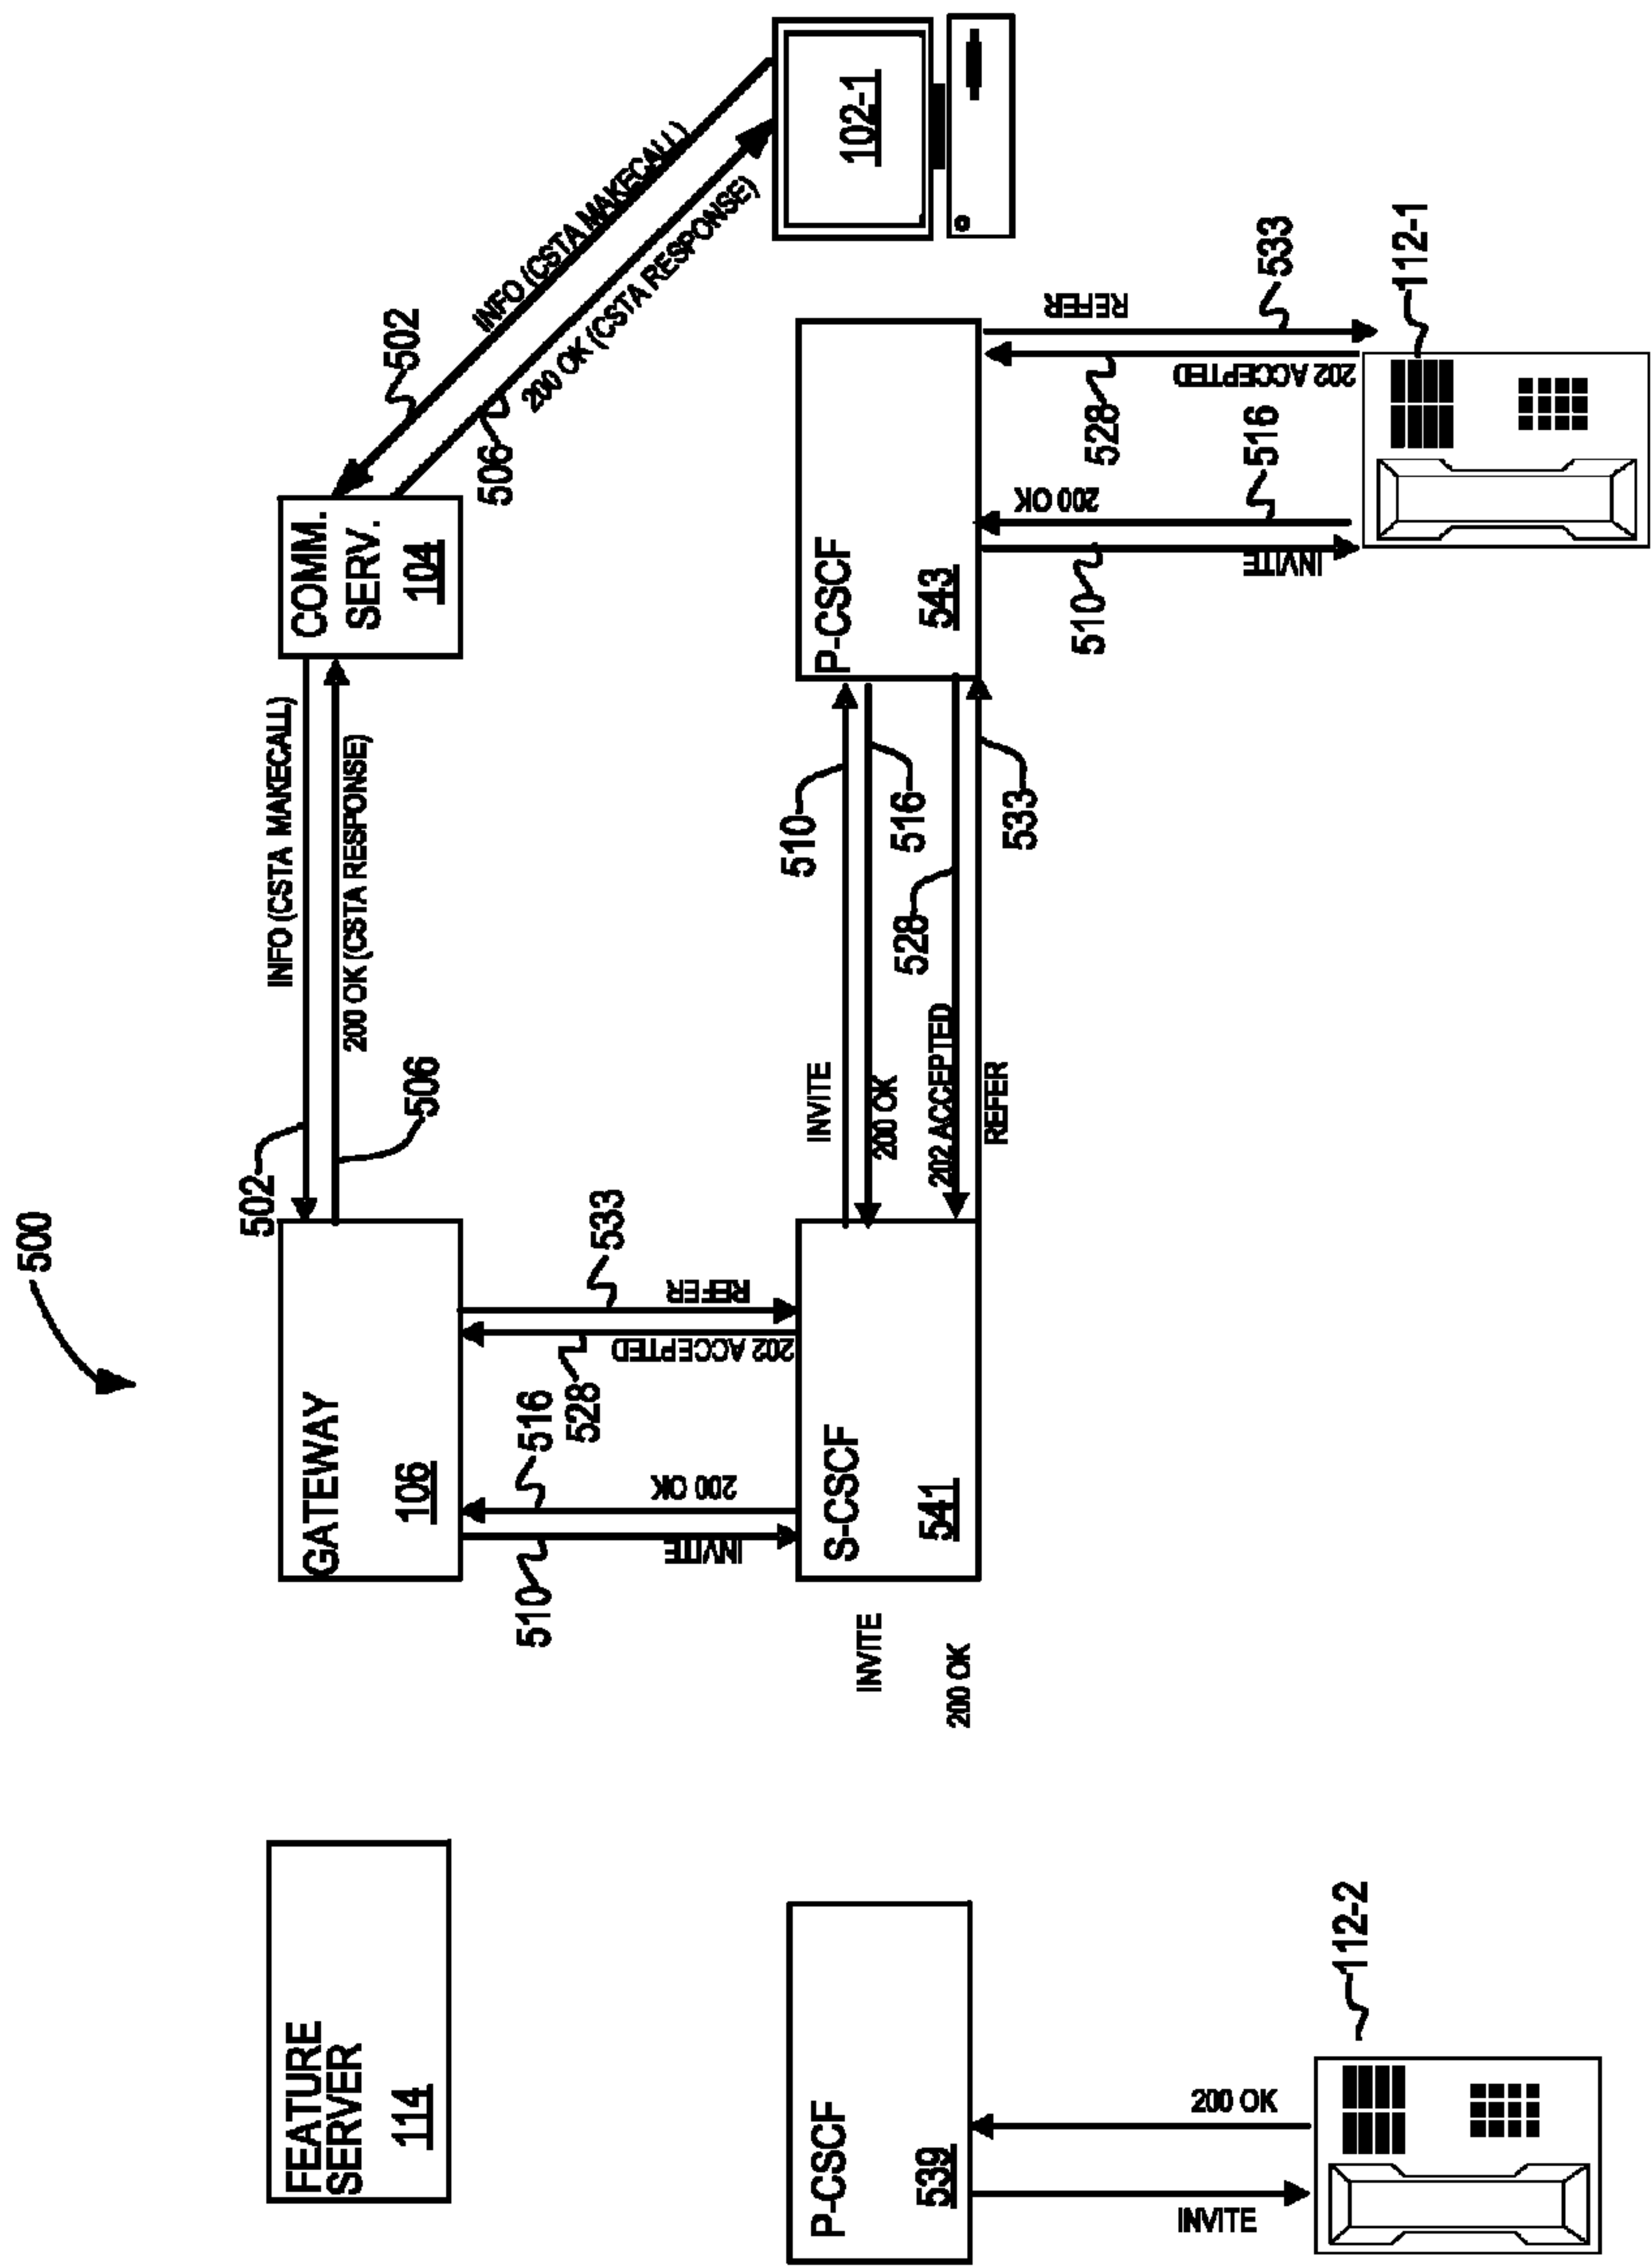 500
FEATURE
SERVER
114
GATEWAY
106
COMM.
SERV.
104
102-1
502
INFO (CSTA MAKECALL)
200 OK (CSTA RESPONSE)
506
502
INFO (CSTA MAKECALL)
506
200 OK (CSTA RESPONSE)
510
INVITE
516
200 OK
528
202 ACCEPTED
533
REFER
P-CSCF
539
INVITE
200 OK
S-CSCF
541
INVITE
510
200 OK
516
202 ACCEPTED
528
REFER
533
P-CSCF
543
INVITE
200 OK
112-2
510
INVITE
516
200 OK
528
202 ACCEPTED
533
REFER
112-1